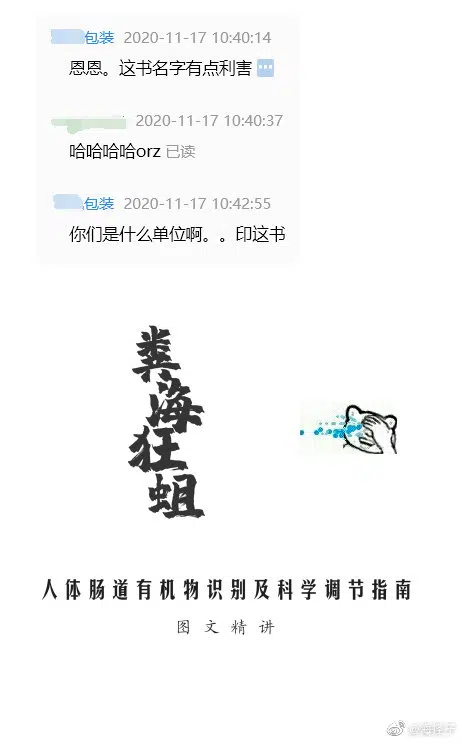 包装 2020-11-17 10:40:14
恩恩。这书名字有点利害
2020-11-17 10:40:37
哈哈哈哈orz 已读
包装 2020-11-17 10:42:55
你们是什么单位啊。。印这书
粪海狂蛆
人体肠道有机物识别及科学调节指南
图文精讲